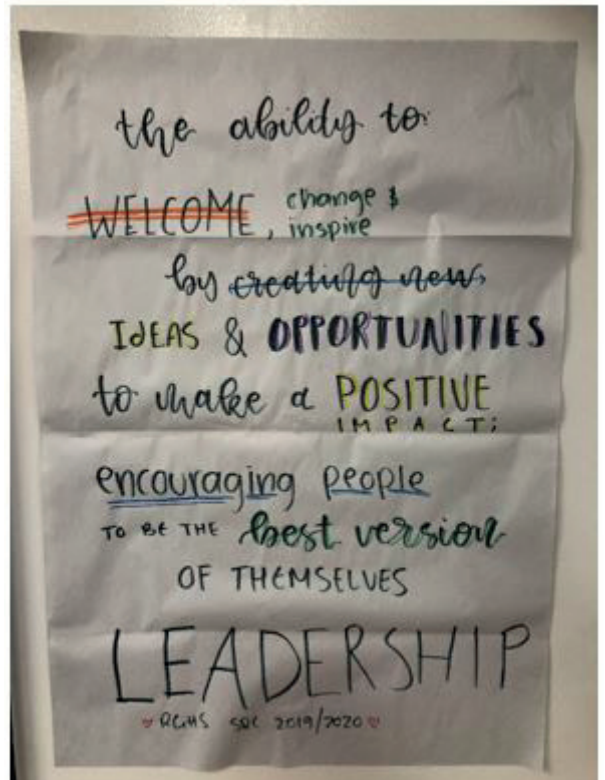 the ability to:
WELCOME, change &
inspire
by creating new
IdEAS & OPPORTUNITIES
to make a POSITIVE
IMPACT;
encouraging people
TO BE THE best version
OF THEMSELVES
LEADERSHIP
RGHS SRC 2019/2020